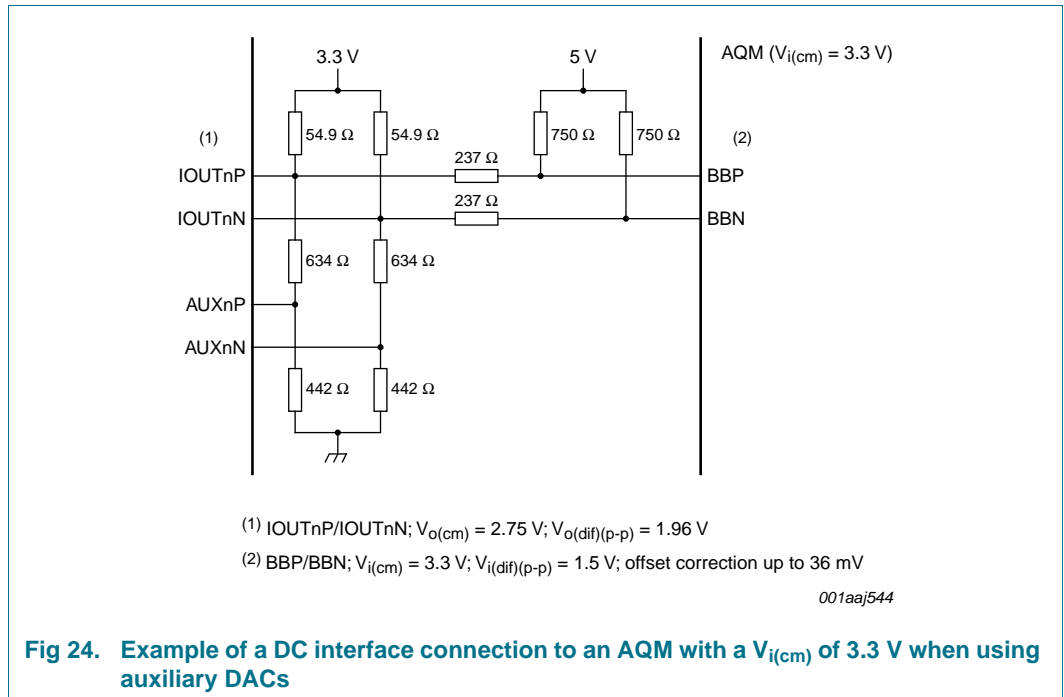 3.3 V 5 V AQM (Vi(cm) = 3.3 V)
(1) 54.9 Ω 54.9 Ω 750 Ω 750 Ω (2)
237 Ω
IOUTnP BBP
237 Ω
IOUTnN BBN
634 Ω 634 Ω
AUXnP
AUXnN
442 Ω 442 Ω
(1) IOUTnP/IOUTnN; Vo(cm) = 2.75 V; Vo(dif)(p-p) = 1.96 V
(2) BBP/BBN; Vi(cm) = 3.3 V; Vi(dif)(p-p) = 1.5 V; offset correction up to 36 mV
001aaj544
Fig 24. Example of a DC interface connection to an AQM with a Vi(cm) of 3.3 V when using
auxiliary DACs